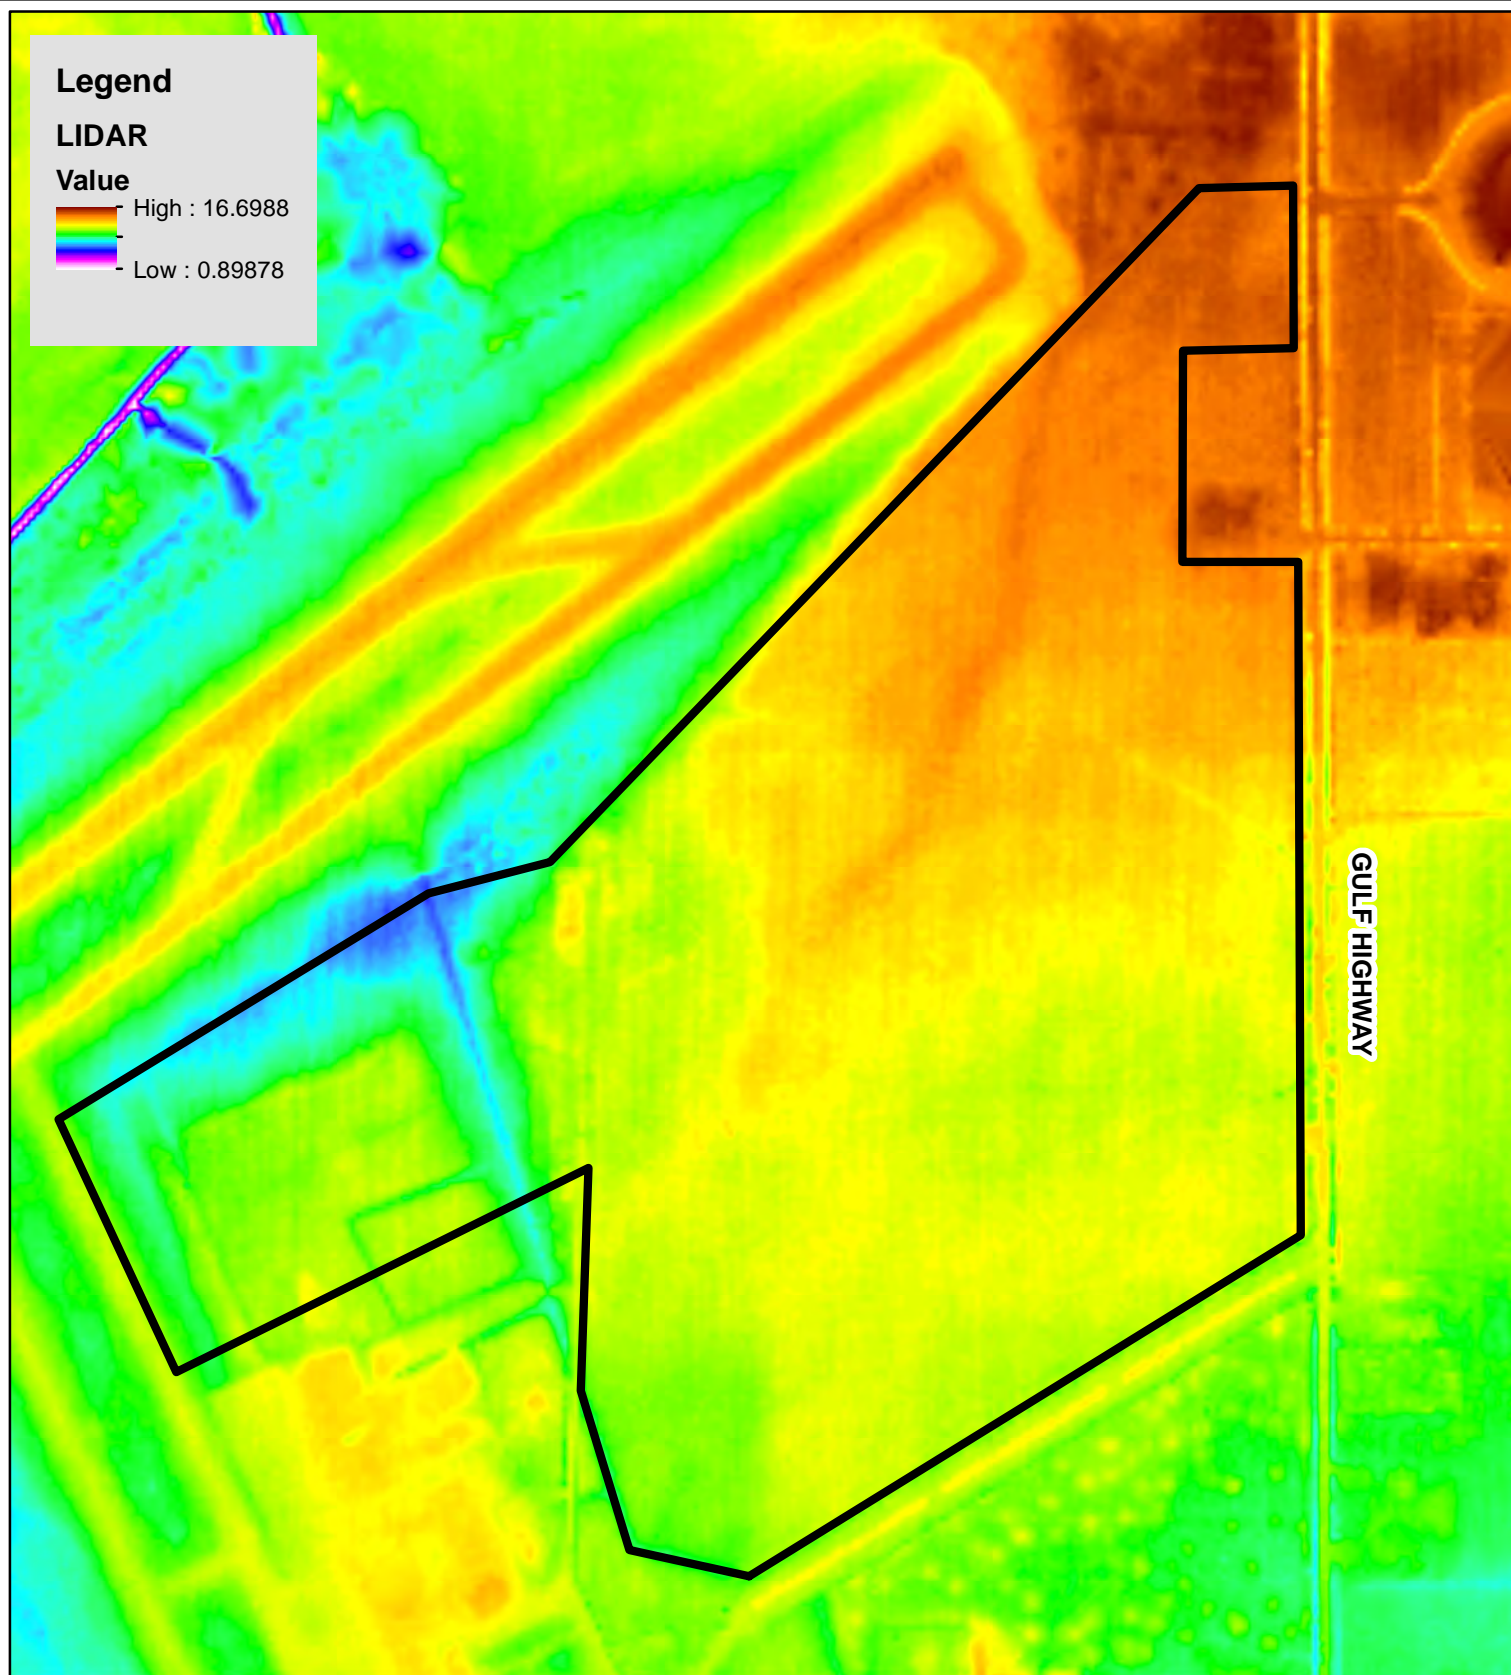 Legend
LIDAR
Value
High : 16.6988
Low : 0.89878
GULF HIGHWAY